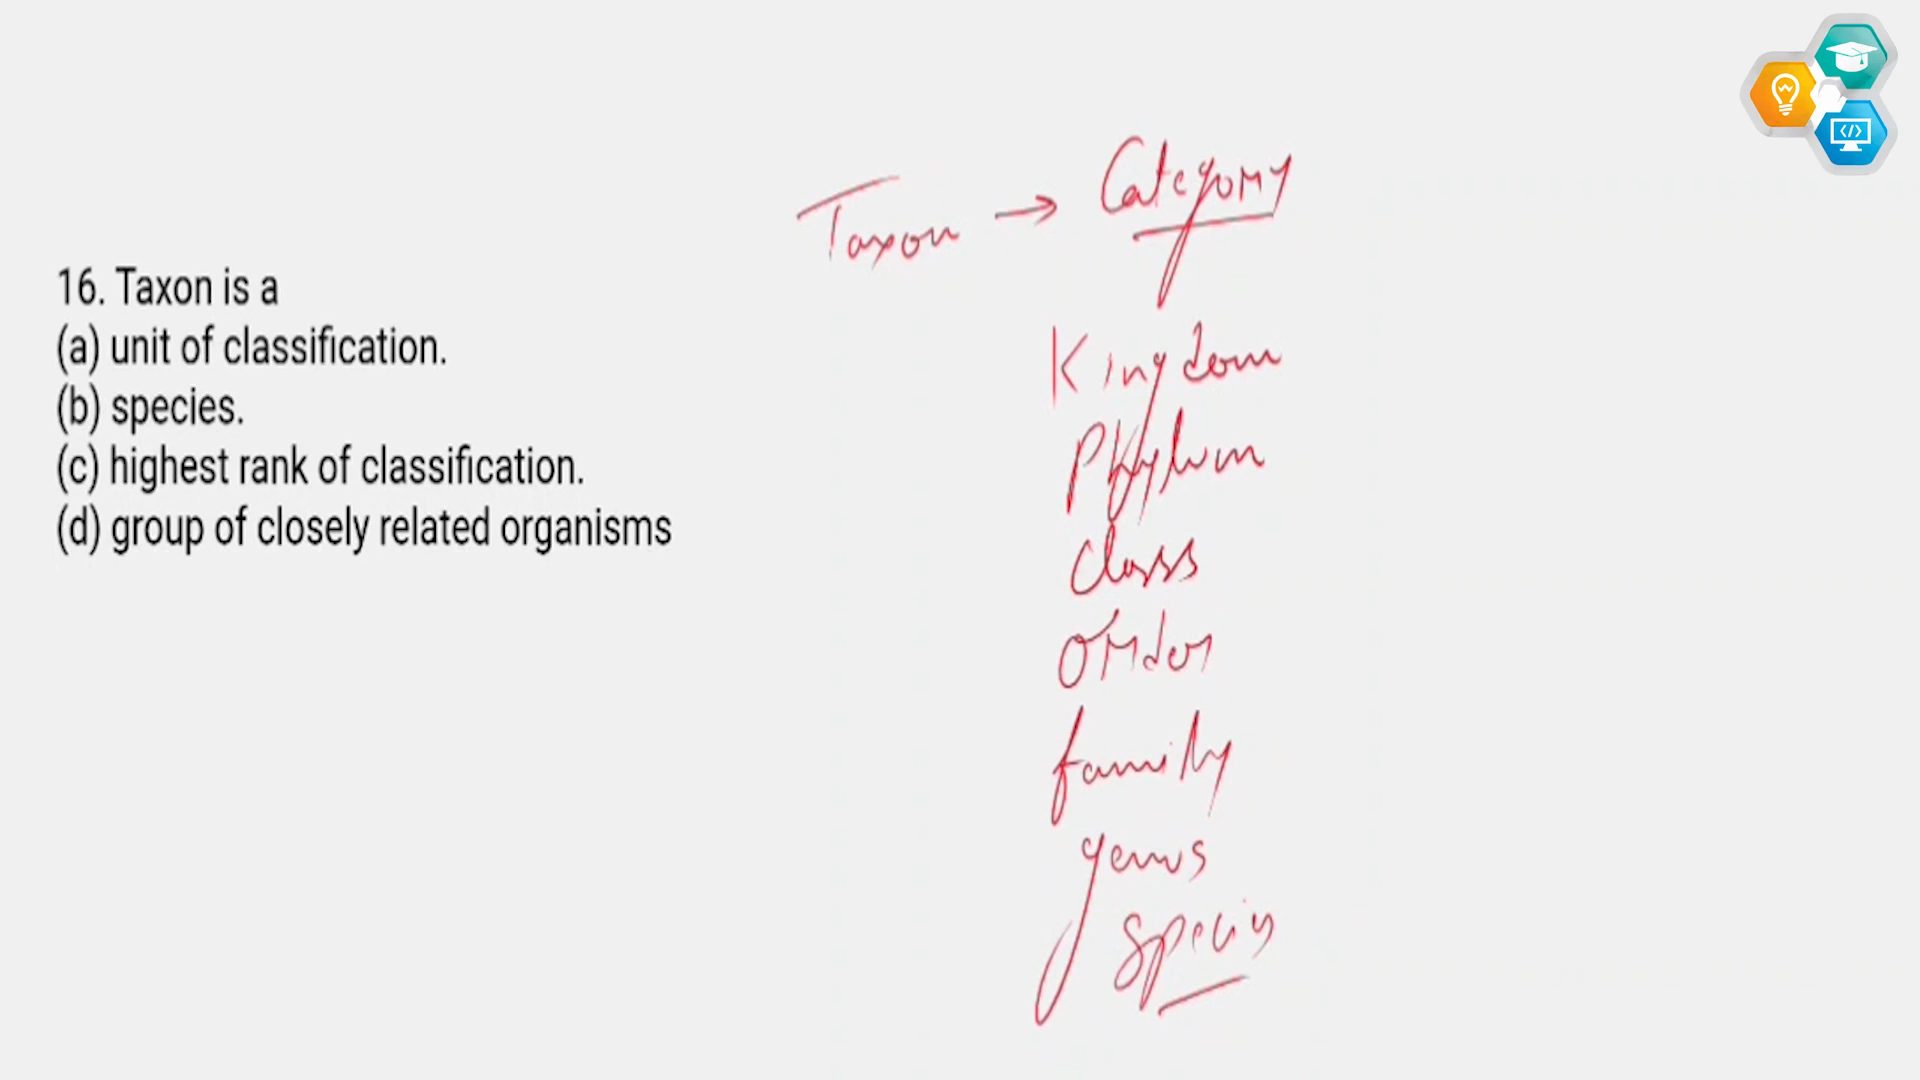 16. Taxon is a
(a) unit of classification.
(b) species.
(c) highest rank of classification.
(d) group of closely related organisms
Taxon → Category
Kingdom
Phylum
Class
Order
family
genus
Species